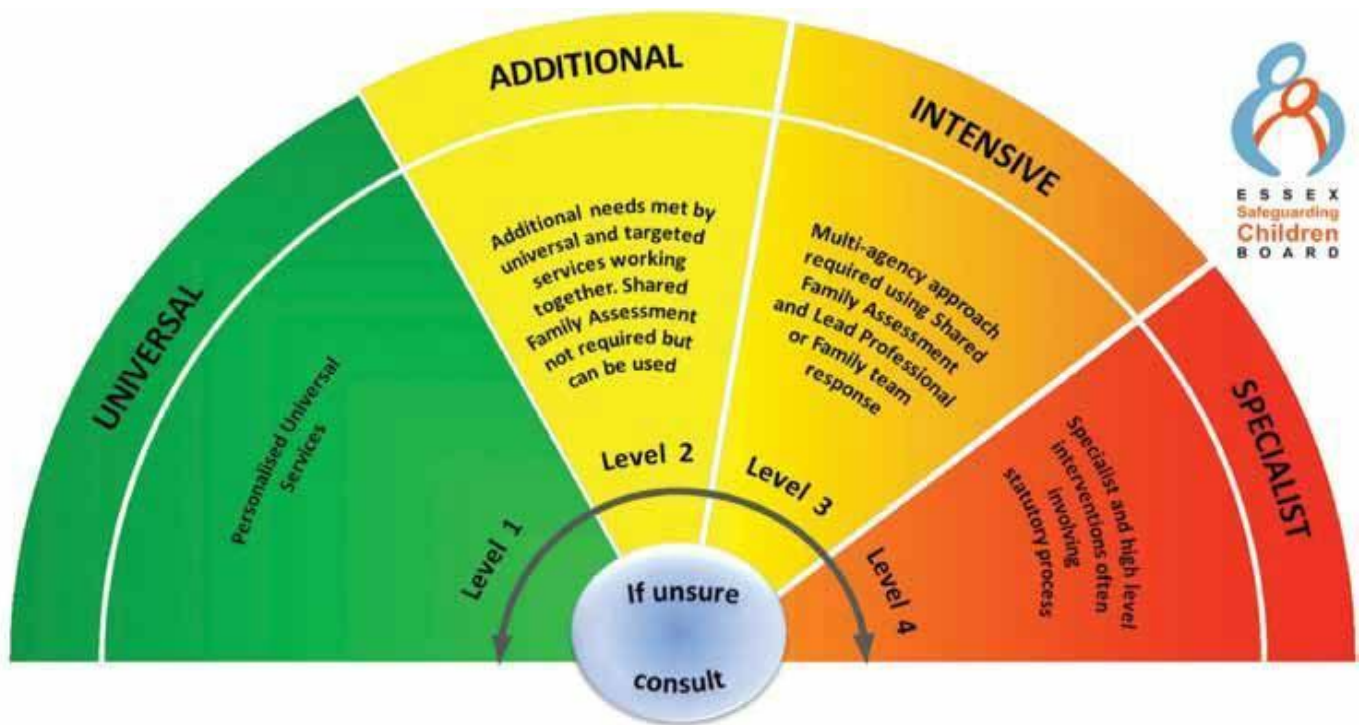 UNIVERSAL
Personalised Universal
Services
Level 1
ADDITIONAL
Additional needs met by
universal and targeted
services working
together. Shared
Family Assessment
not required but
can be used
Level 2
INTENSIVE
Multi-agency approach
required using Shared
Family Assessment
and Lead Professional
or Family team
response
Level 3
SPECIALIST
Specialist and high level
interventions often
involving
statutory process
Level 4
If unsure
consult
ESSEX
Safeguarding
Children
BOARD